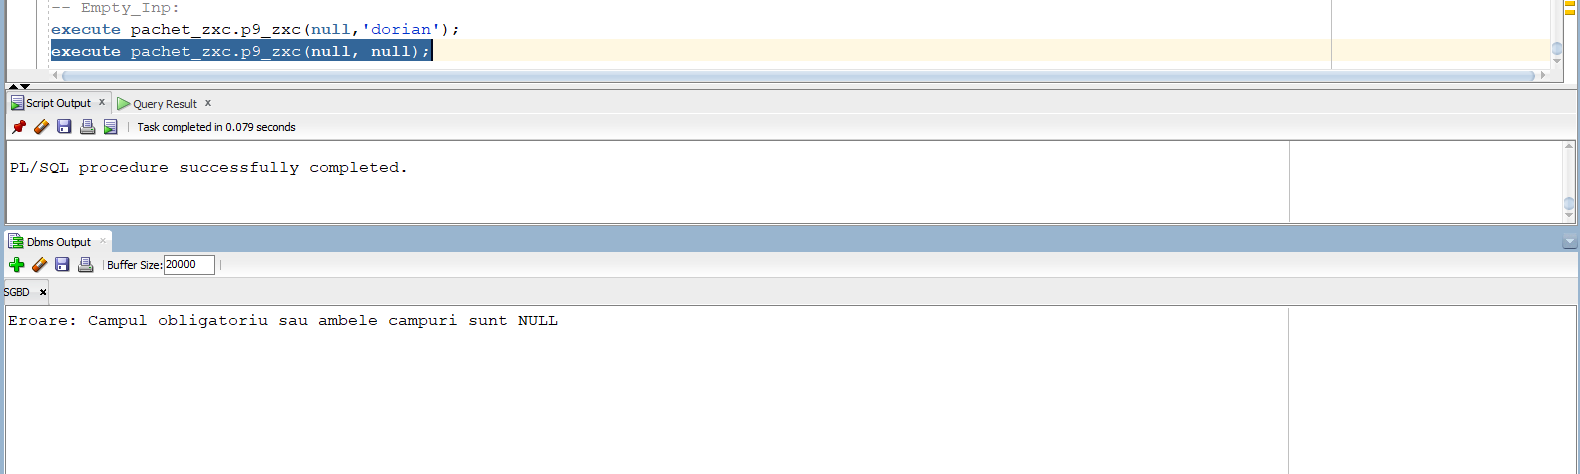 -- Empty_Inp:
execute pachet_zxc.p9_zxc(null,'dorian');
execute pachet_zxc.p9_zxc(null, null);
Script Output x Query Result x
Task completed in 0.079 seconds
PL/SQL procedure successfully completed.
Dbms Output x
Buffer Size: 20000
SGBD x
Eroare: Campul obligatoriu sau ambele campuri sunt NULL